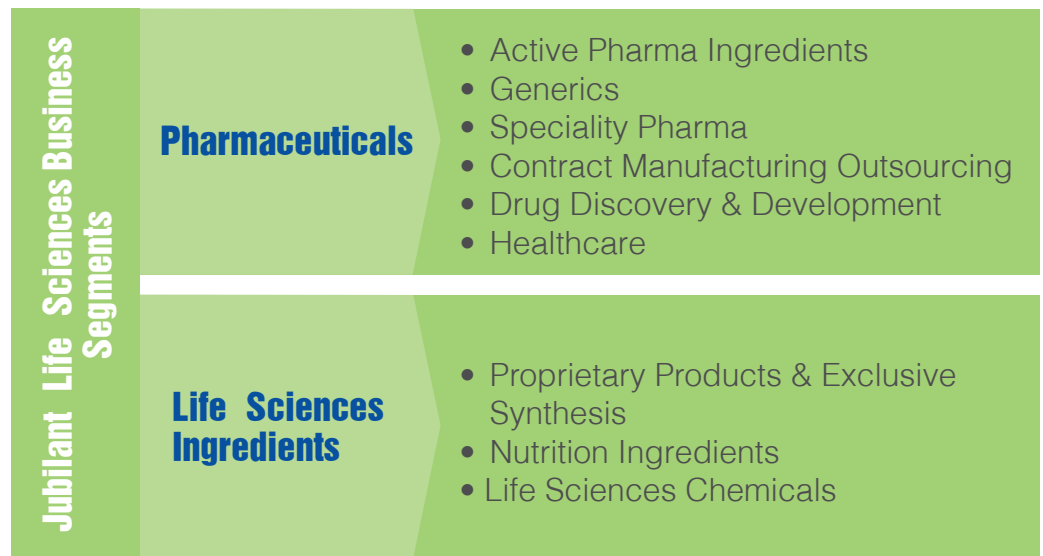 Jubilant Life Sciences Business
Segments
Pharmaceuticals
• Active Pharma Ingredients
• Generics
• Speciality Pharma
• Contract Manufacturing Outsourcing
• Drug Discovery & Development
• Healthcare
Life Sciences
Ingredients
• Proprietary Products & Exclusive
Synthesis
• Nutrition Ingredients
• Life Sciences Chemicals